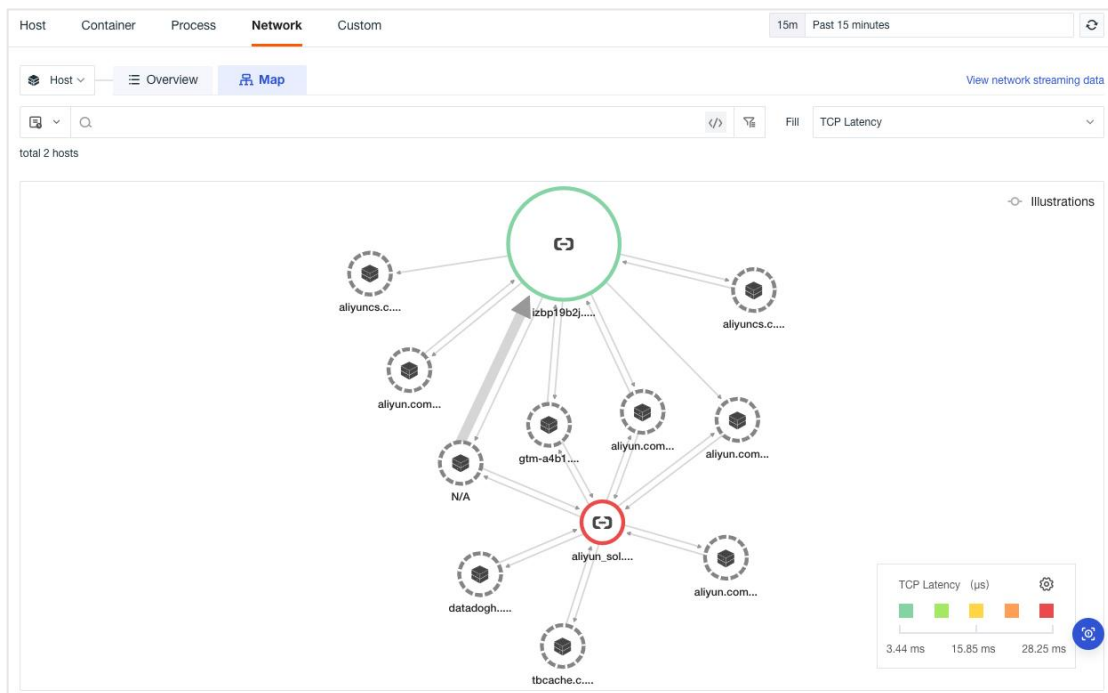 Host Container Process Network Custom 15m Past 15 minutes
Host Overview Map View network streaming data
</> Fill TCP Latency
total 2 hosts
Illustrations
izbp19b2j.....
aliyuncs.c....
aliyuncs.c....
aliyun.com...
gtm-a4b1....
aliyun.com...
aliyun.com...
N/A
aliyun_sol....
datadogh.....
aliyun.com...
tbcache.c....
TCP Latency (μs)
3.44 ms 15.85 ms 28.25 ms